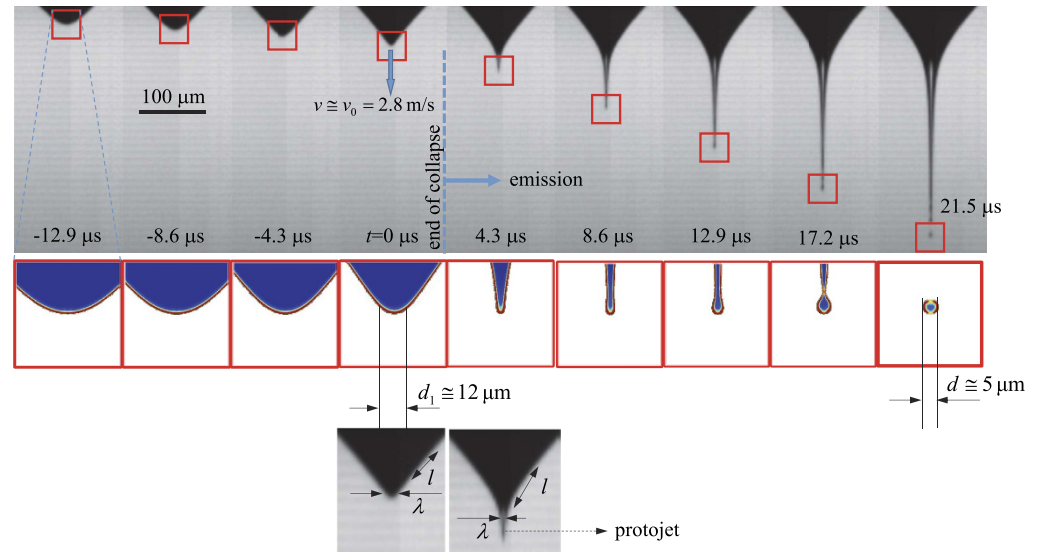 100 μm
v ≅ v₀ = 2.8 m/s
end of collapse
emission
-12.9 μs
-8.6 μs
-4.3 μs
t=0 μs
4.3 μs
8.6 μs
12.9 μs
17.2 μs
21.5 μs
d₁ ≅ 12 μm
d ≅ 5 μm
l
λ
l
λ
protojet